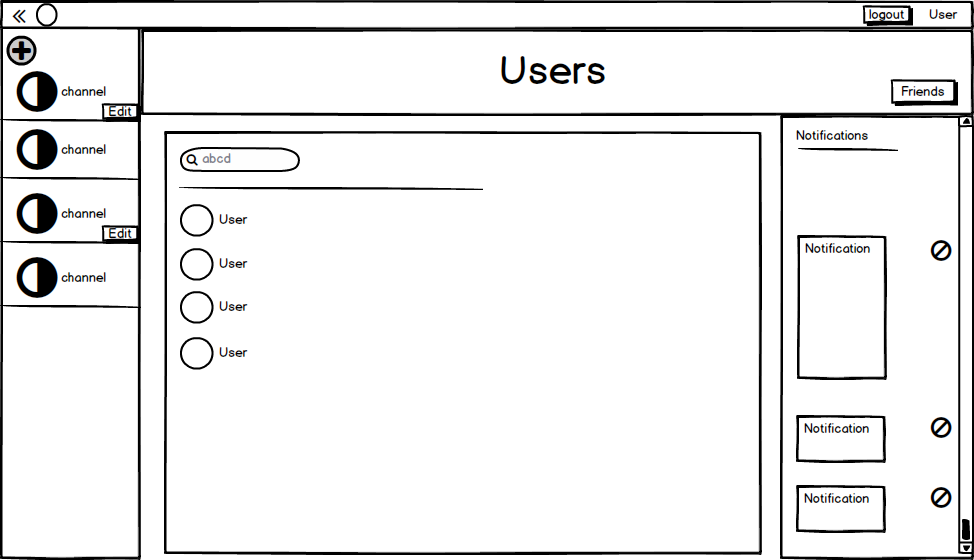 logout
User
Users
Friends
channel
Edit
channel
channel
Edit
channel
abcd
User
User
User
User
Notifications
Notification
Notification
Notification